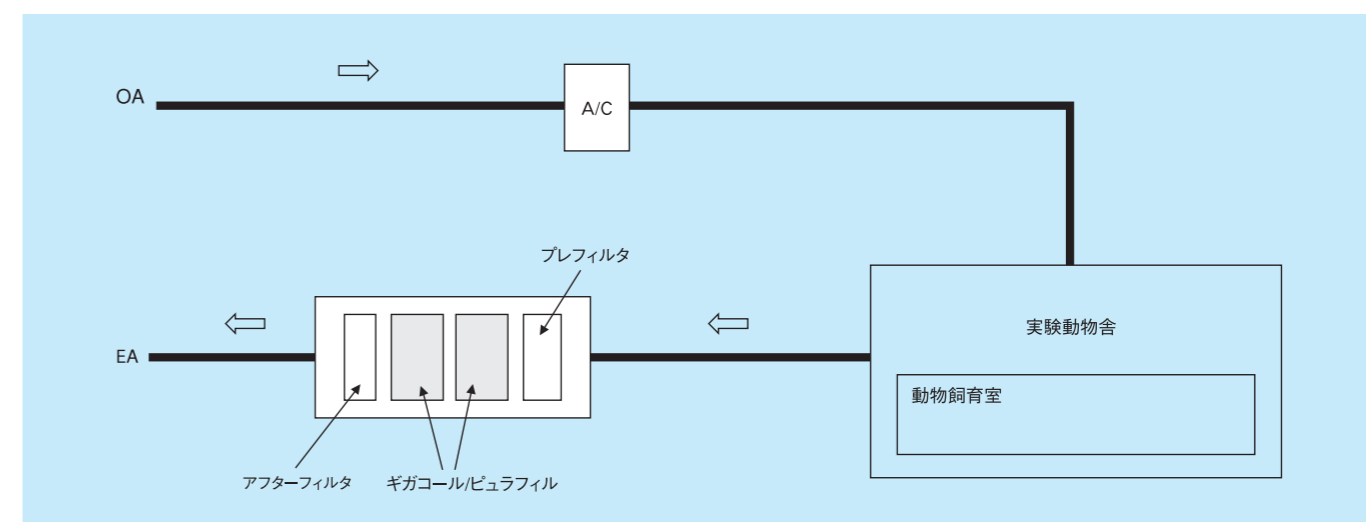 OA
A/C
プレフィルタ
実験動物舎
EA
動物飼育室
アフターフィルタ
ギガコール/ピュラフィル